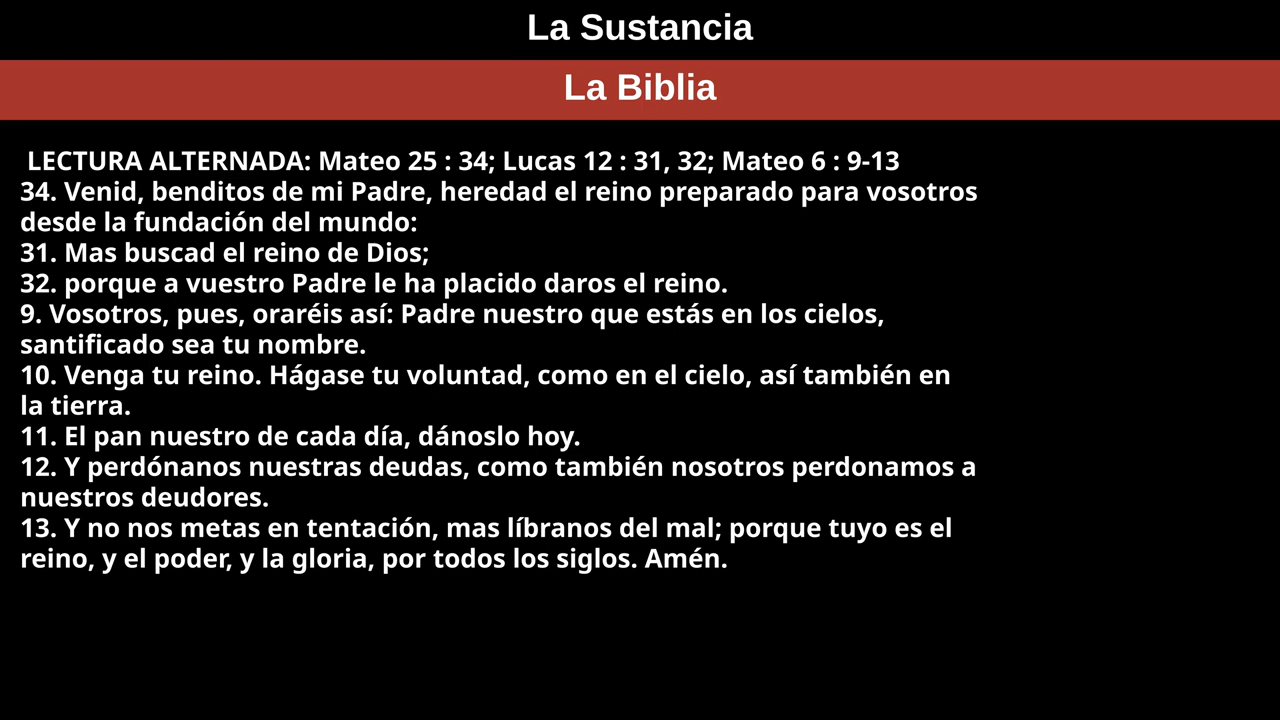 La Sustancia
La Biblia
LECTURA ALTERNADA: Mateo 25 : 34; Lucas 12 : 31, 32; Mateo 6 : 9-13
34. Venid, benditos de mi Padre, heredad el reino preparado para vosotros
desde la fundación del mundo:
31. Mas buscad el reino de Dios;
32. porque a vuestro Padre le ha placido daros el reino.
9. Vosotros, pues, oraréis así: Padre nuestro que estás en los cielos,
santificado sea tu nombre.
10. Venga tu reino. Hágase tu voluntad, como en el cielo, así también en
la tierra.
11. El pan nuestro de cada día, dánoslo hoy.
12. Y perdónanos nuestras deudas, como también nosotros perdonamos a
nuestros deudores.
13. Y no nos metas en tentación, mas líbranos del mal; porque tuyo es el
reino, y el poder, y la gloria, por todos los siglos. Amén.